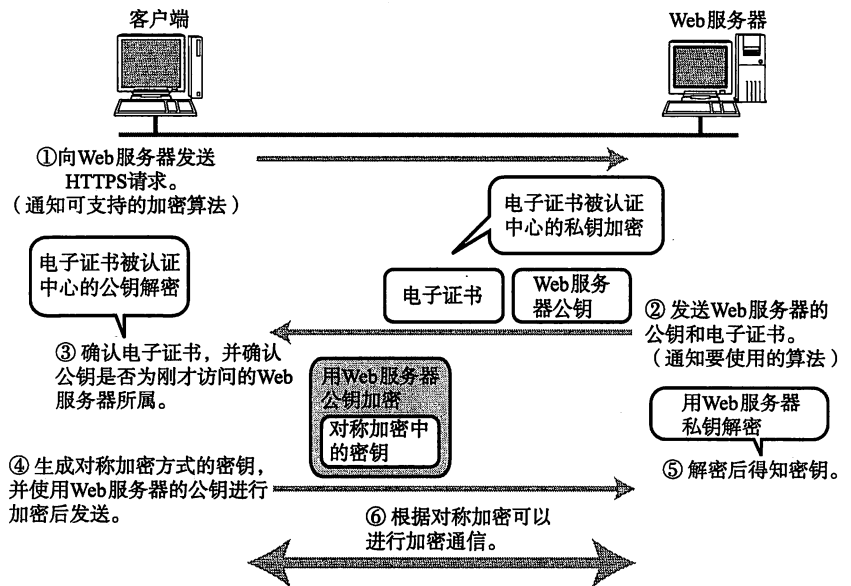 客户端
Web服务器
①向Web服务器发送
HTTPS请求。
（通知可支持的加密算法）
电子证书被认证
中心的私钥加密
电子证书被认证
中心的公钥解密
电子证书
Web服务
器公钥
② 发送Web服务器的
公钥和电子证书。
（通知要使用的算法）
③ 确认电子证书，并确认
公钥是否为刚才访问的Web
服务器所属。
用Web服务器
公钥加密
对称加密中
的密钥
用Web服务器
私钥解密
④ 生成对称加密方式的密钥，
并使用Web服务器的公钥进行
加密后发送。
⑤ 解密后得知密钥。
⑥ 根据对称加密可以
进行加密通信。